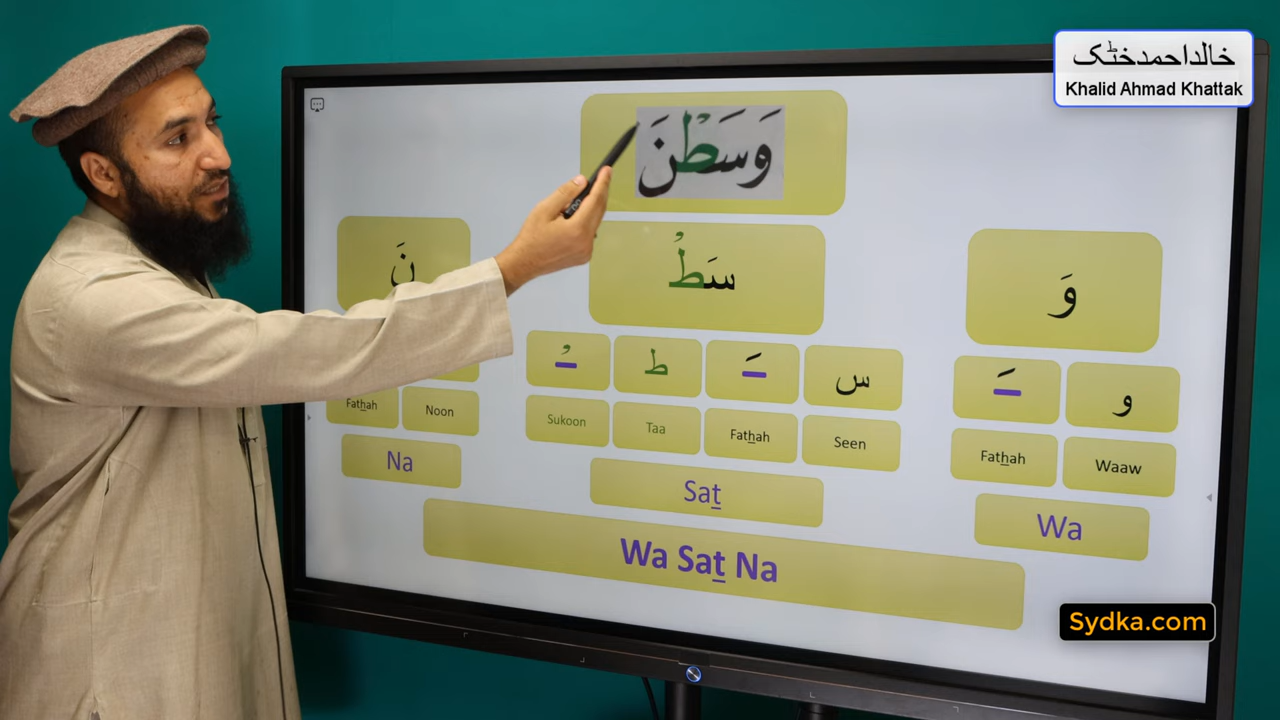 خالداحمدخټک
Khalid Ahmad Khattak
وَسَطْنَ
وَ
سَطْ
نَ
و
َ
س
َ
ط
ْ
Waaw
Fathah
Seen
Fathah
Taa
Sukoon
Noon
Fathah
Wa
Sat
Na
Wa Sat Na
Sydka.com